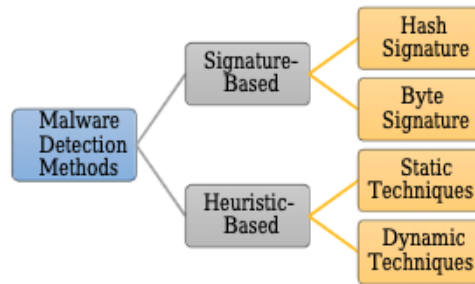 Malware
Detection
Methods
Signature-
Based
Heuristic-
Based
Hash
Signature
Byte
Signature
Static
Techniques
Dynamic
Techniques